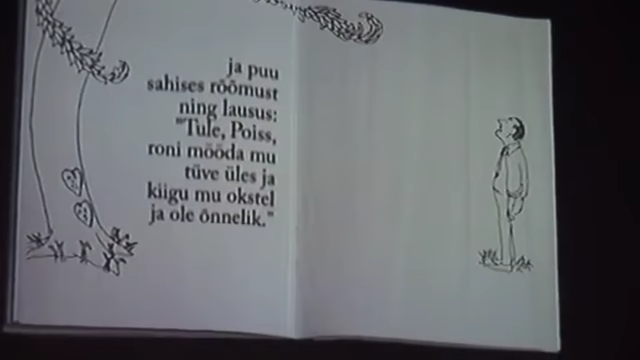 ja puu
sahises rõõmust
ning lausus:
"Tule, Poiss,
roni mööda mu
tüve üles ja
kiigu mu okstel
ja ole õnnelik."